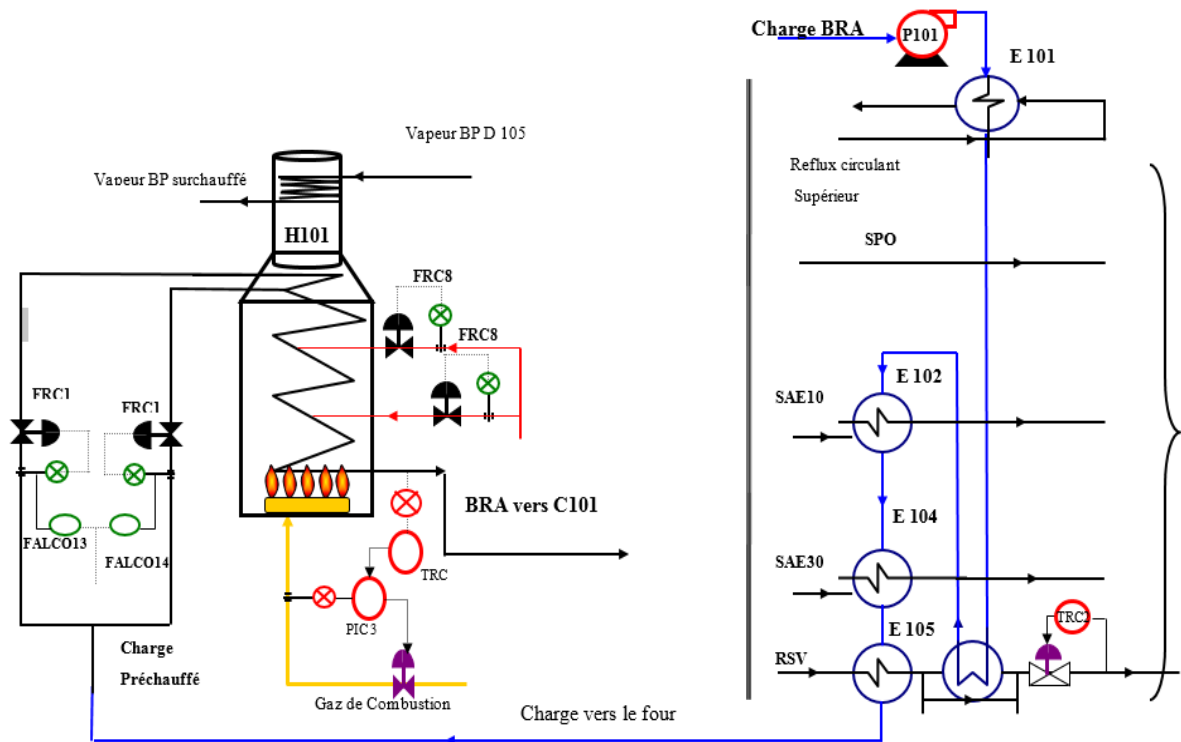 Charge BRA
P101
E 101
Vapeur BP D 105
Vapeur BP surchauffé
H101
Reflux circulant
Supérieur
SPO
FRC8
FRC8
E 102
SAE10
FRC1
FRC1
BRA vers C101
E 104
FALCO13
FALCO14
SAE30
TRC
PIC3
E 105
TRC2
RSV
Charge
Préchauffé
Gaz de Combustion
Charge vers le four